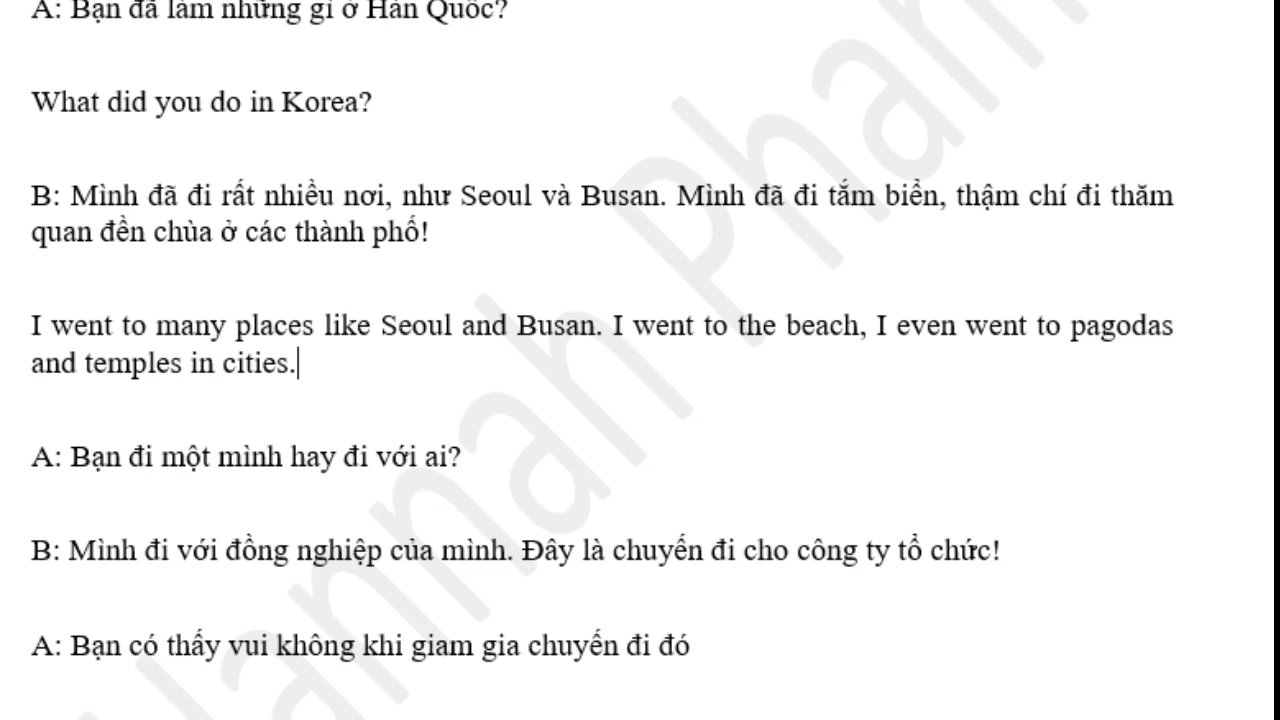 A: Bạn đã làm những gì ở Hàn Quốc?
What did you do in Korea?
B: Mình đã đi rất nhiều nơi, như Seoul và Busan. Mình đã đi tắm biển, thậm chí đi thăm
quan đền chùa ở các thành phố!
I went to many places like Seoul and Busan. I went to the beach, I even went to pagodas
and temples in cities.
A: Bạn đi một mình hay đi với ai?
B: Mình đi với đồng nghiệp của mình. Đây là chuyến đi cho công ty tổ chức!
A: Bạn có thấy vui không khi giam gia chuyến đi đó
Hannah Pham